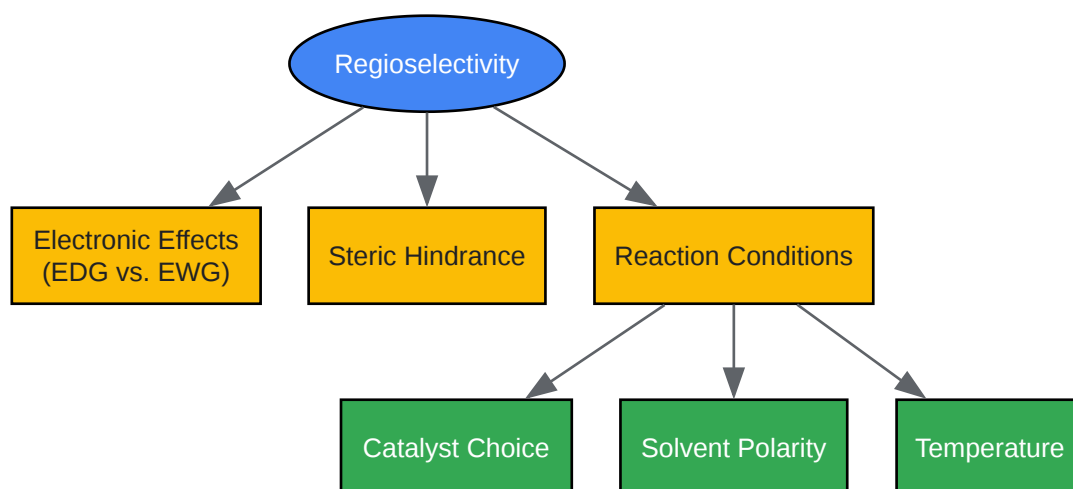 Regioselectivity
Electronic Effects
(EDG vs. EWG)
Steric Hindrance
Reaction Conditions
Catalyst Choice
Solvent Polarity
Temperature